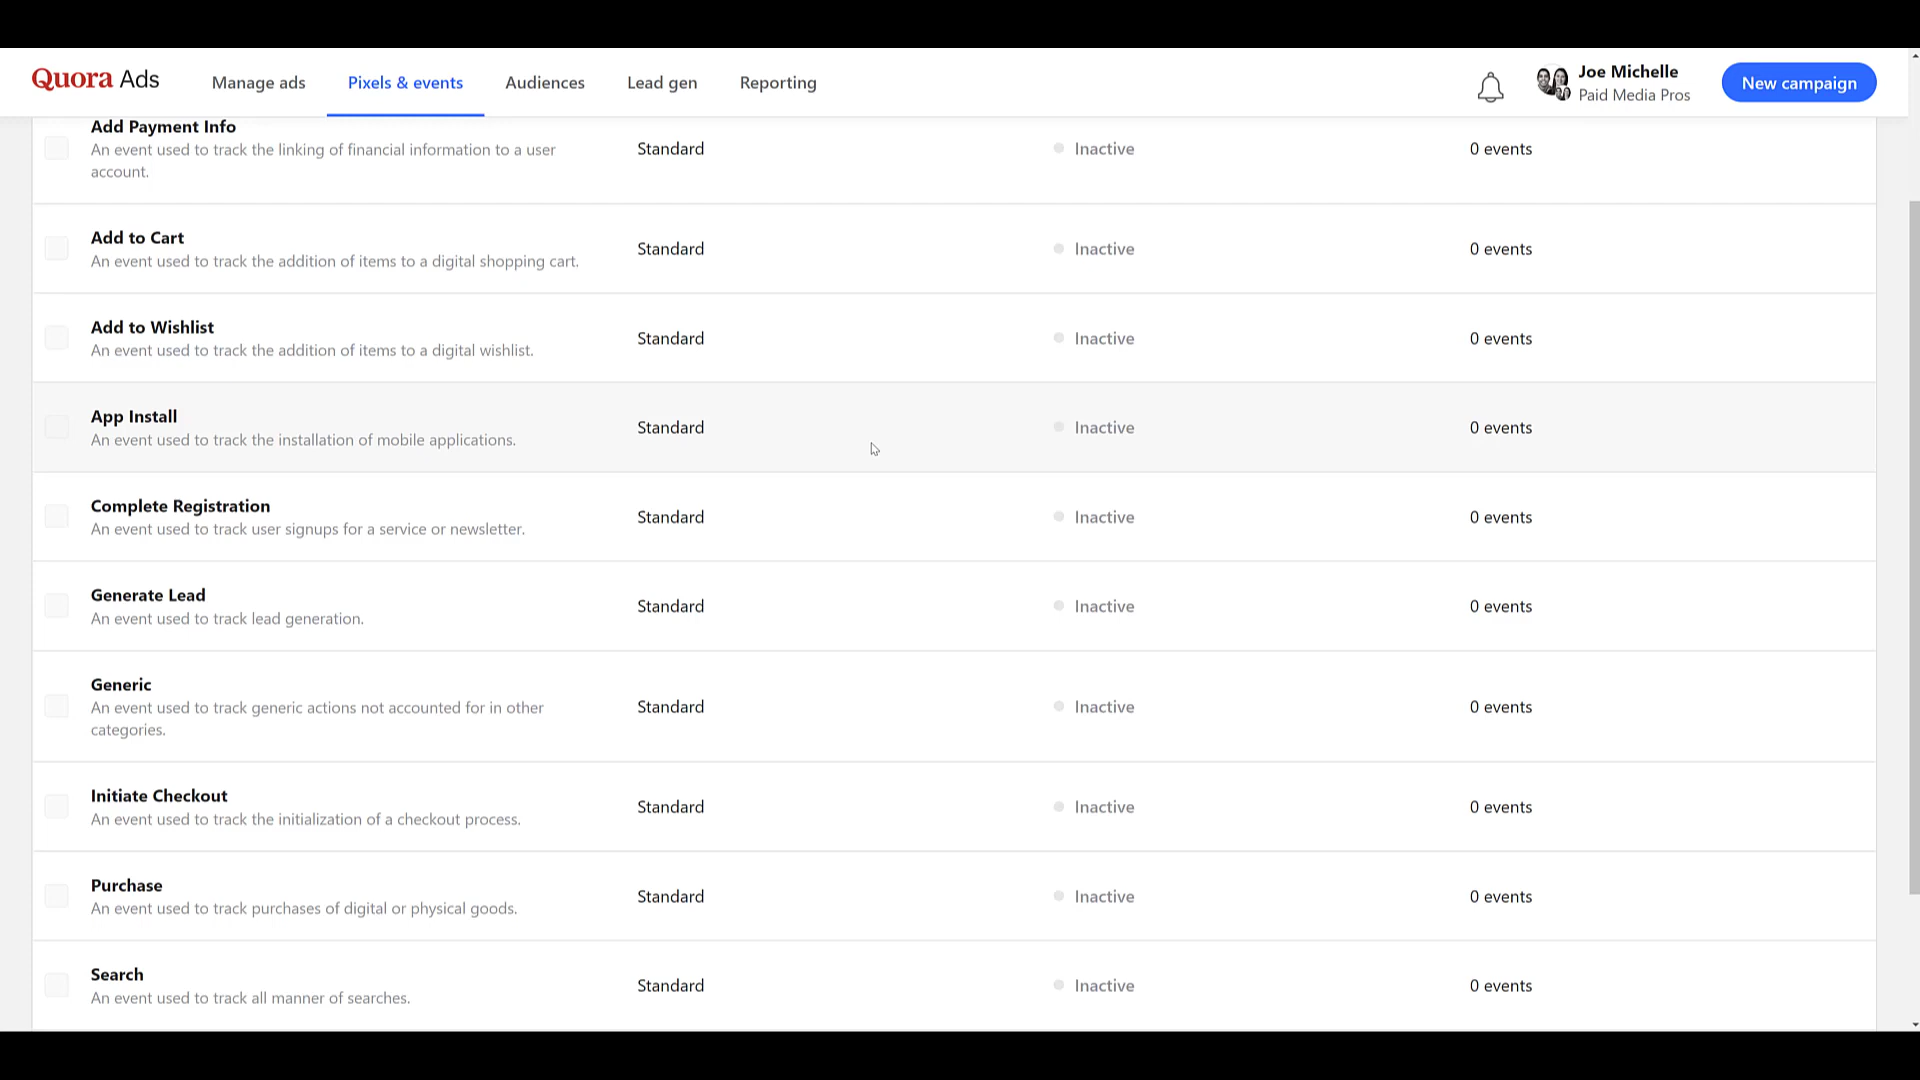 Quora Ads
Manage ads
Pixels & events
Audiences
Lead gen
Reporting
Joe Michelle
Paid Media Pros
New campaign
Add Payment Info
An event used to track the linking of financial information to a user
account.
Standard
Inactive
0 events
Add to Cart
An event used to track the addition of items to a digital shopping cart.
Standard
Inactive
0 events
Add to Wishlist
An event used to track the addition of items to a digital wishlist.
Standard
Inactive
0 events
App Install
An event used to track the installation of mobile applications.
Standard
Inactive
0 events
Complete Registration
An event used to track user signups for a service or newsletter.
Standard
Inactive
0 events
Generate Lead
An event used to track lead generation.
Standard
Inactive
0 events
Generic
An event used to track generic actions not accounted for in other
categories.
Standard
Inactive
0 events
Initiate Checkout
An event used to track the initialization of a checkout process.
Standard
Inactive
0 events
Purchase
An event used to track purchases of digital or physical goods.
Standard
Inactive
0 events
Search
An event used to track all manner of searches.
Standard
Inactive
0 events